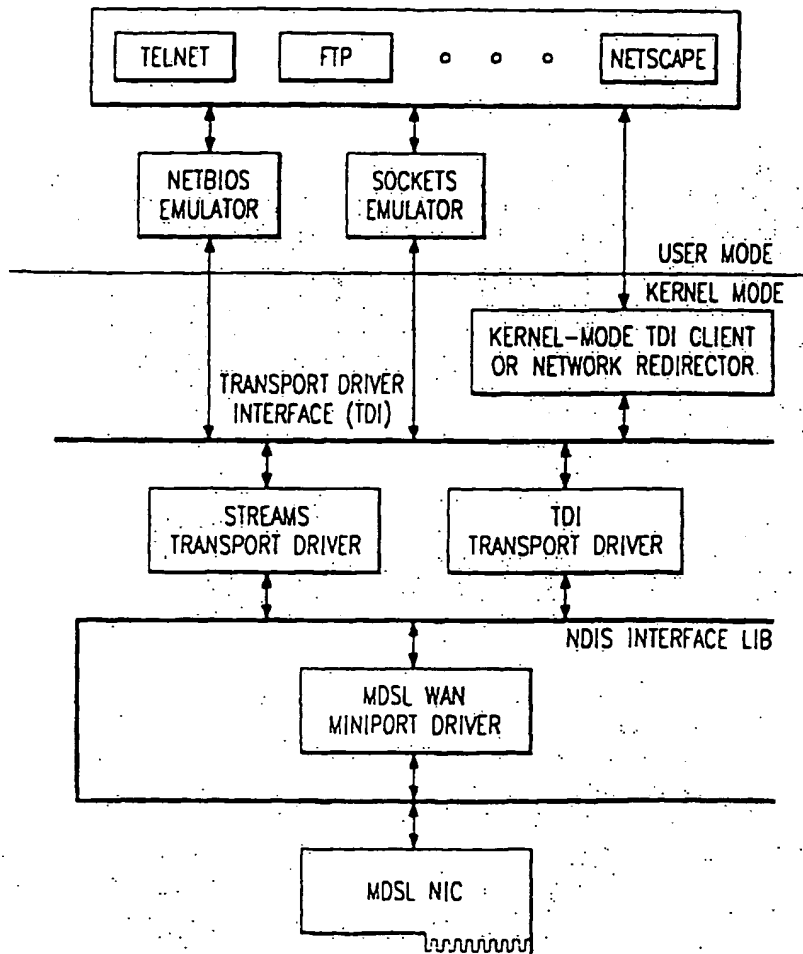 TELNET
FTP
NETSCAPE
NETBIOS
EMULATOR
SOCKETS
EMULATOR
USER MODE
KERNEL MODE
KERNEL-MODE TDI CLIENT
OR NETWORK REDIRECTOR
TRANSPORT DRIVER
INTERFACE (TDI)
STREAMS
TRANSPORT DRIVER
TDI
TRANSPORT DRIVER
NDIS INTERFACE LIB
MDSL WAN
MINIPORT DRIVER
MDSL NIC